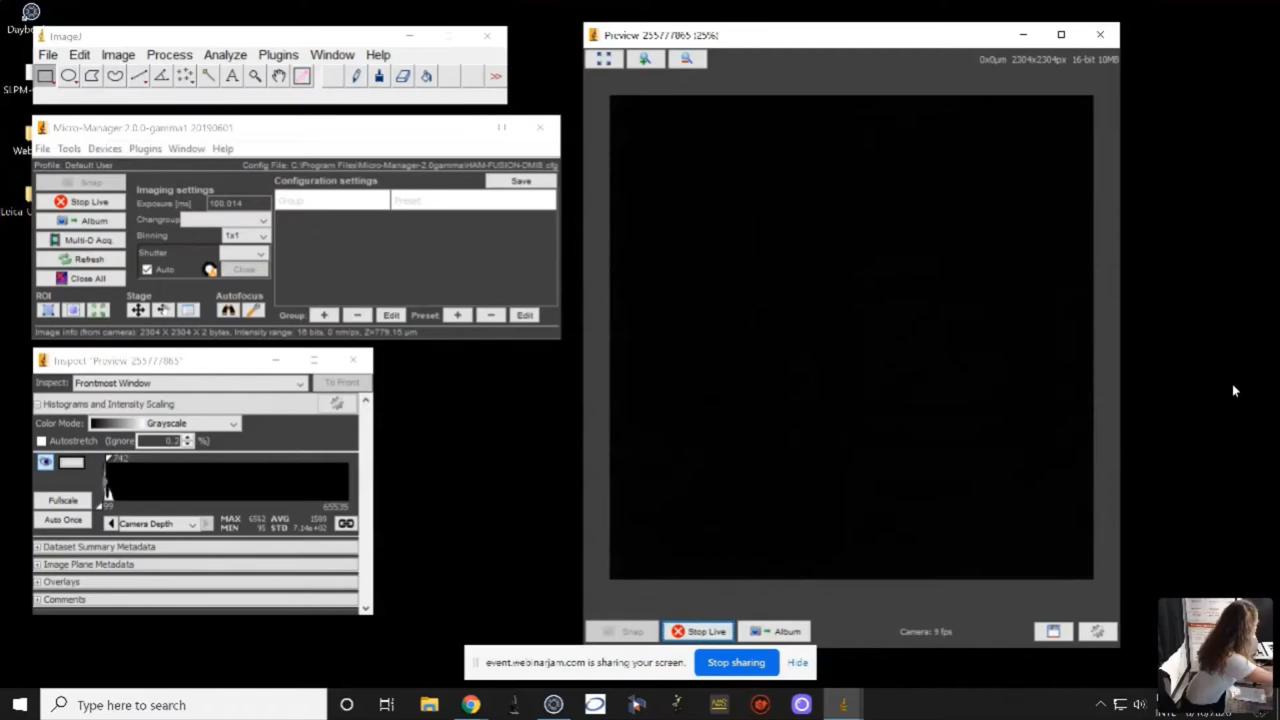 Daybo
SLPM-
Web
Leica U
ImageJ
File Edit Image Process Analyze Plugins Window Help
A
>>
Micro-Manager 2.0.0-gamma1 20190601
File Tools Devices Plugins Window Help
Profile: Default User
Config File: C:\Program Files\Micro-Manager-2.0gamma\HAM-FUSION-DMI8.cfg
Snap
Stop Live
Album
Multi-D Acq.
Refresh
Close All
Imaging settings
Exposure [ms] 100.014
Changroup
Binning 1x1
Shutter
Auto Close
Configuration settings
Save
Group Preset
ROI Stage Autofocus
Group: + − Edit Preset: + − Edit
Image info (from camera): 2304 X 2304 X 2 bytes, Intensity range: 16 bits, 0 nm/pix, Z=779.15 µm
Inspect "Preview 255777865"
Inspect: Frontmost Window To Front
Histograms and Intensity Scaling
Color Mode: Grayscale
Autostretch (Ignore 0.2 %)
742
Fullscale
99 65535
Auto Once
Camera Depth
MAX 6512 AVG 1589
MIN 95 STD 7.14e+02
Dataset Summary Metadata
Image Plane Metadata
Overlays
Comments
Preview 255777865 (25%)
0x0µm 2304x2304px 16-bit 10MB
Snap
Stop Live
Album
Camera: 9 fps
event.webinarjam.com is sharing your screen.
Stop sharing
Hide
Type here to search